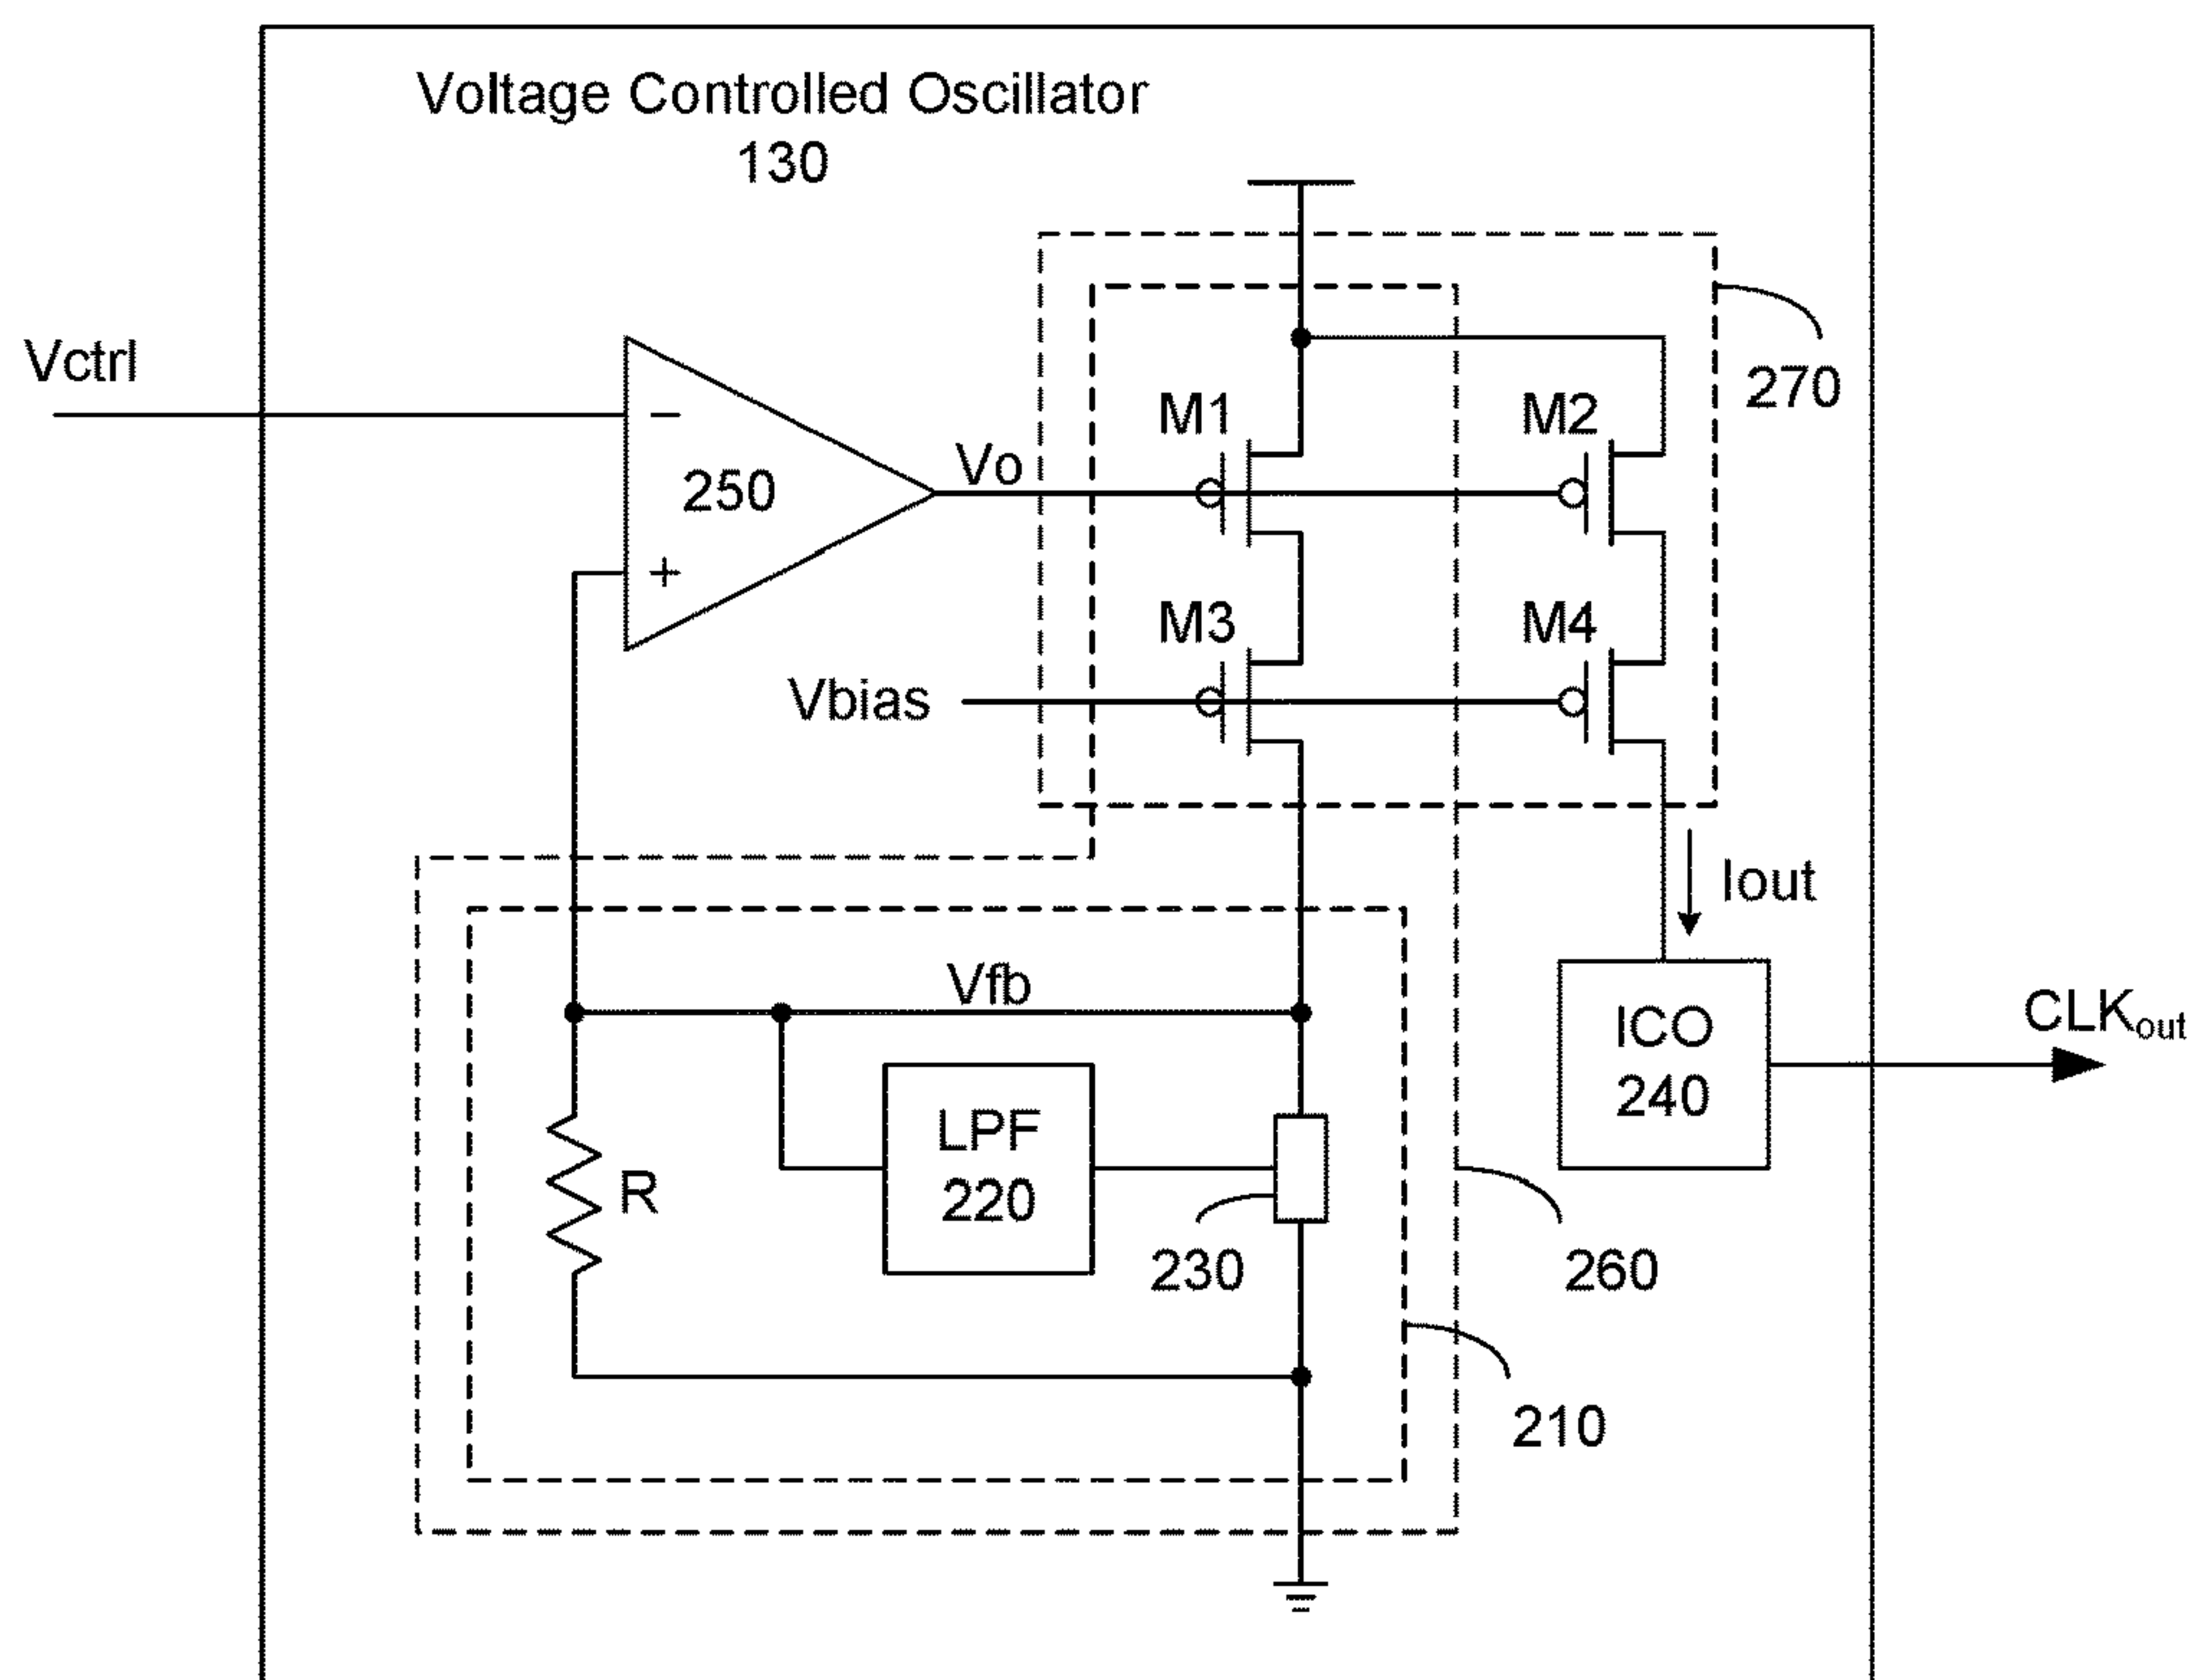 Voltage Controlled Oscillator
130
Vctrl
270
M1
M2
−
Vo
250
+
M3
M4
Vbias
Iout
Vfb
ICO
240
CLKout
LPF
220
R
230
260
210